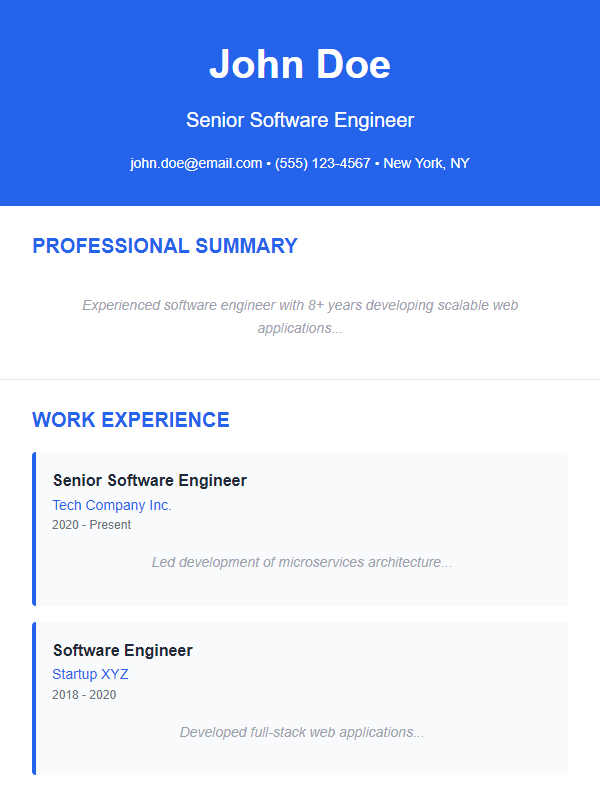 John Doe
Senior Software Engineer
john.doe@email.com • (555) 123-4567 • New York, NY
PROFESSIONAL SUMMARY
Experienced software engineer with 8+ years developing scalable web
applications...
WORK EXPERIENCE
Senior Software Engineer
Tech Company Inc.
2020 - Present
Led development of microservices architecture...
Software Engineer
Startup XYZ
2018 - 2020
Developed full-stack web applications...